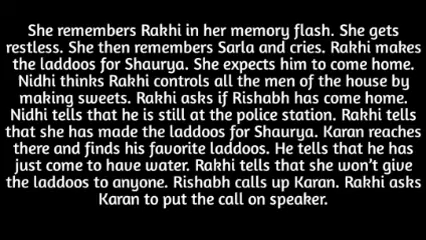 She remembers Rakhi in her memory flash. She gets
restless. She then remembers Sarla and cries. Rakhi makes
the laddoos for Shaurya. She expects him to come home.
Nidhi thinks Rakhi controls all the men of the house by
making sweets. Rakhi asks if Rishabh has come home.
Nidhi tells that he is still at the police station. Rakhi tells
that she has made the laddoos for Shaurya. Karan reaches
there and finds his favorite laddoos. He tells that he has
just come to have water. Rakhi tells that she won't give
the laddoos to anyone. Rishabh calls up Karan. Rakhi asks
Karan to put the call on speaker.